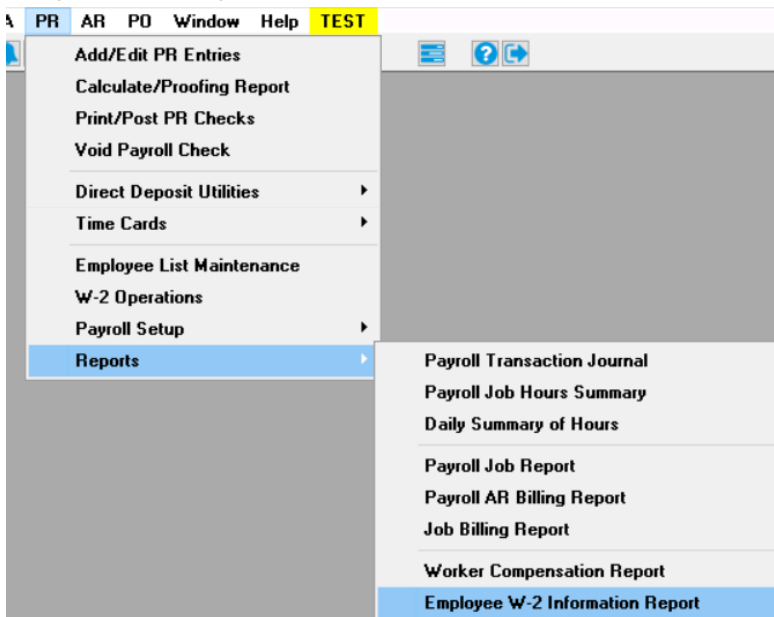 PR AR PO Window Help TEST
Add/Edit PR Entries
Calculate/Proofing Report
Print/Post PR Checks
Void Payroll Check
Direct Deposit Utilities
Time Cards
Employee List Maintenance
W-2 Operations
Payroll Setup
Reports
Payroll Transaction Journal
Payroll Job Hours Summary
Daily Summary of Hours
Payroll Job Report
Payroll AR Billing Report
Job Billing Report
Worker Compensation Report
Employee W-2 Information Report